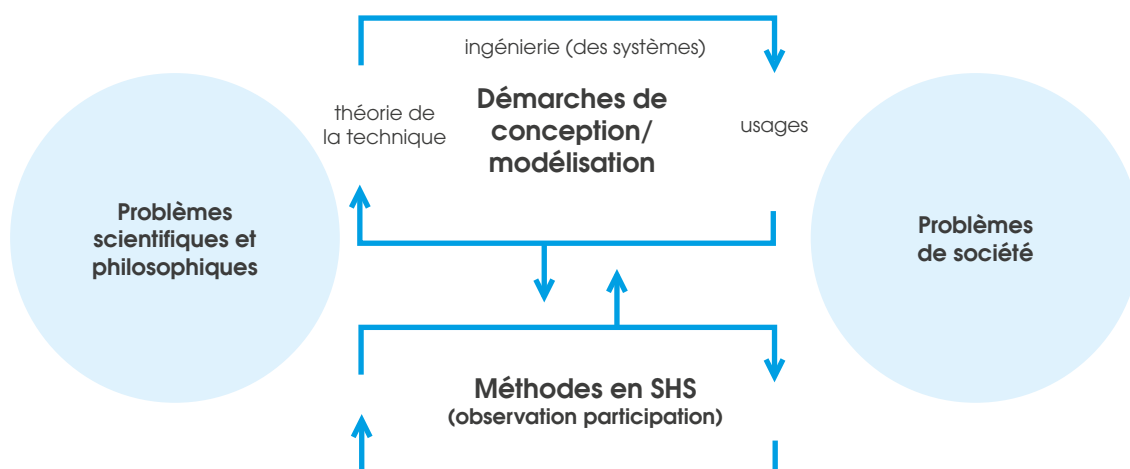 ingénierie (des systèmes)
théorie de
la technique
Démarches de
conception/
modélisation
usages
Problèmes
scientifiques et
philosophiques
Problèmes
de société
Méthodes en SHS
(observation participation)